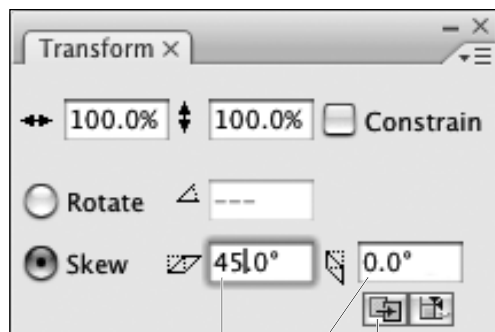 Transform
100.0% 100.0% Constrain
Rotate ---
Skew 45.0° 0.0°